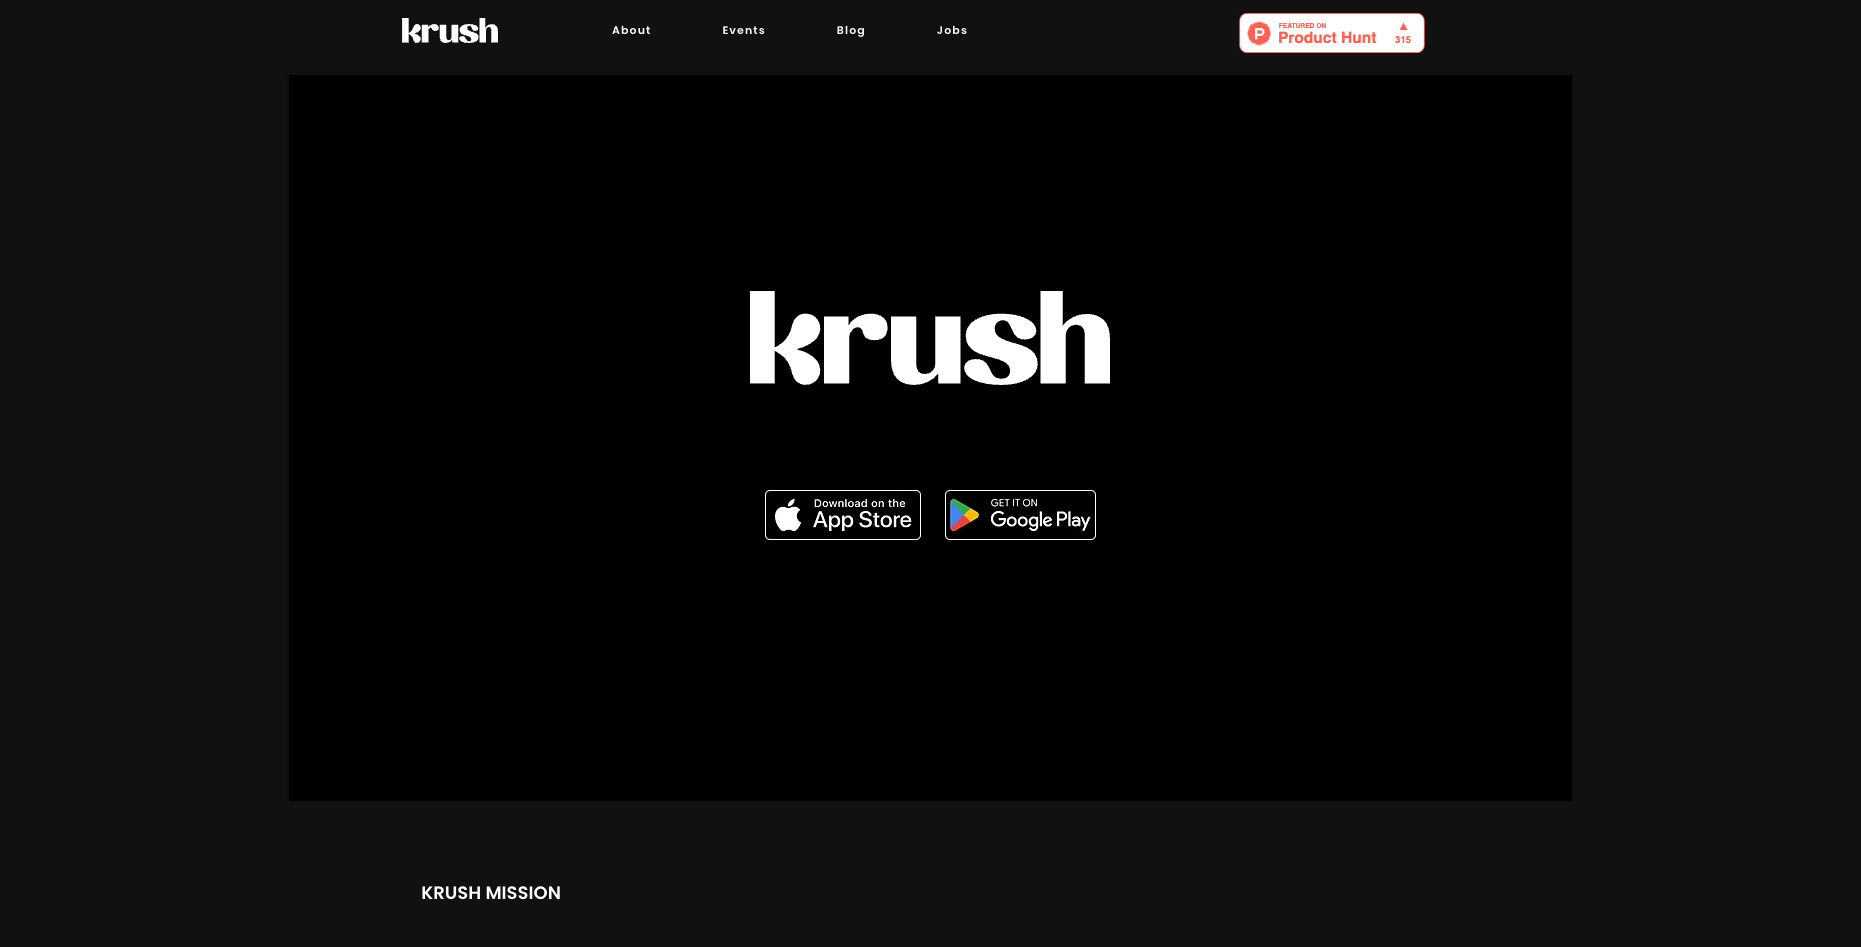 krush
About
Events
Blog
Jobs
FEATURED ON
Product Hunt
315
krush
Download on the
App Store
GET IT ON
Google Play
KRUSH MISSION